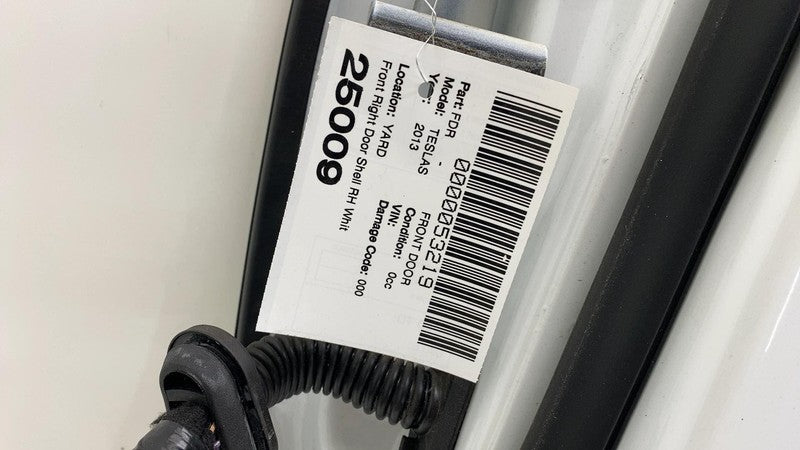 0000053219
Part: FDR - FRONT DOOR
Model: TESLAS Condition: 0cc
Year: 2013 VIN:
Damage Code: 000
Location: YARD
Front Right Door Shell RH Whit
25009